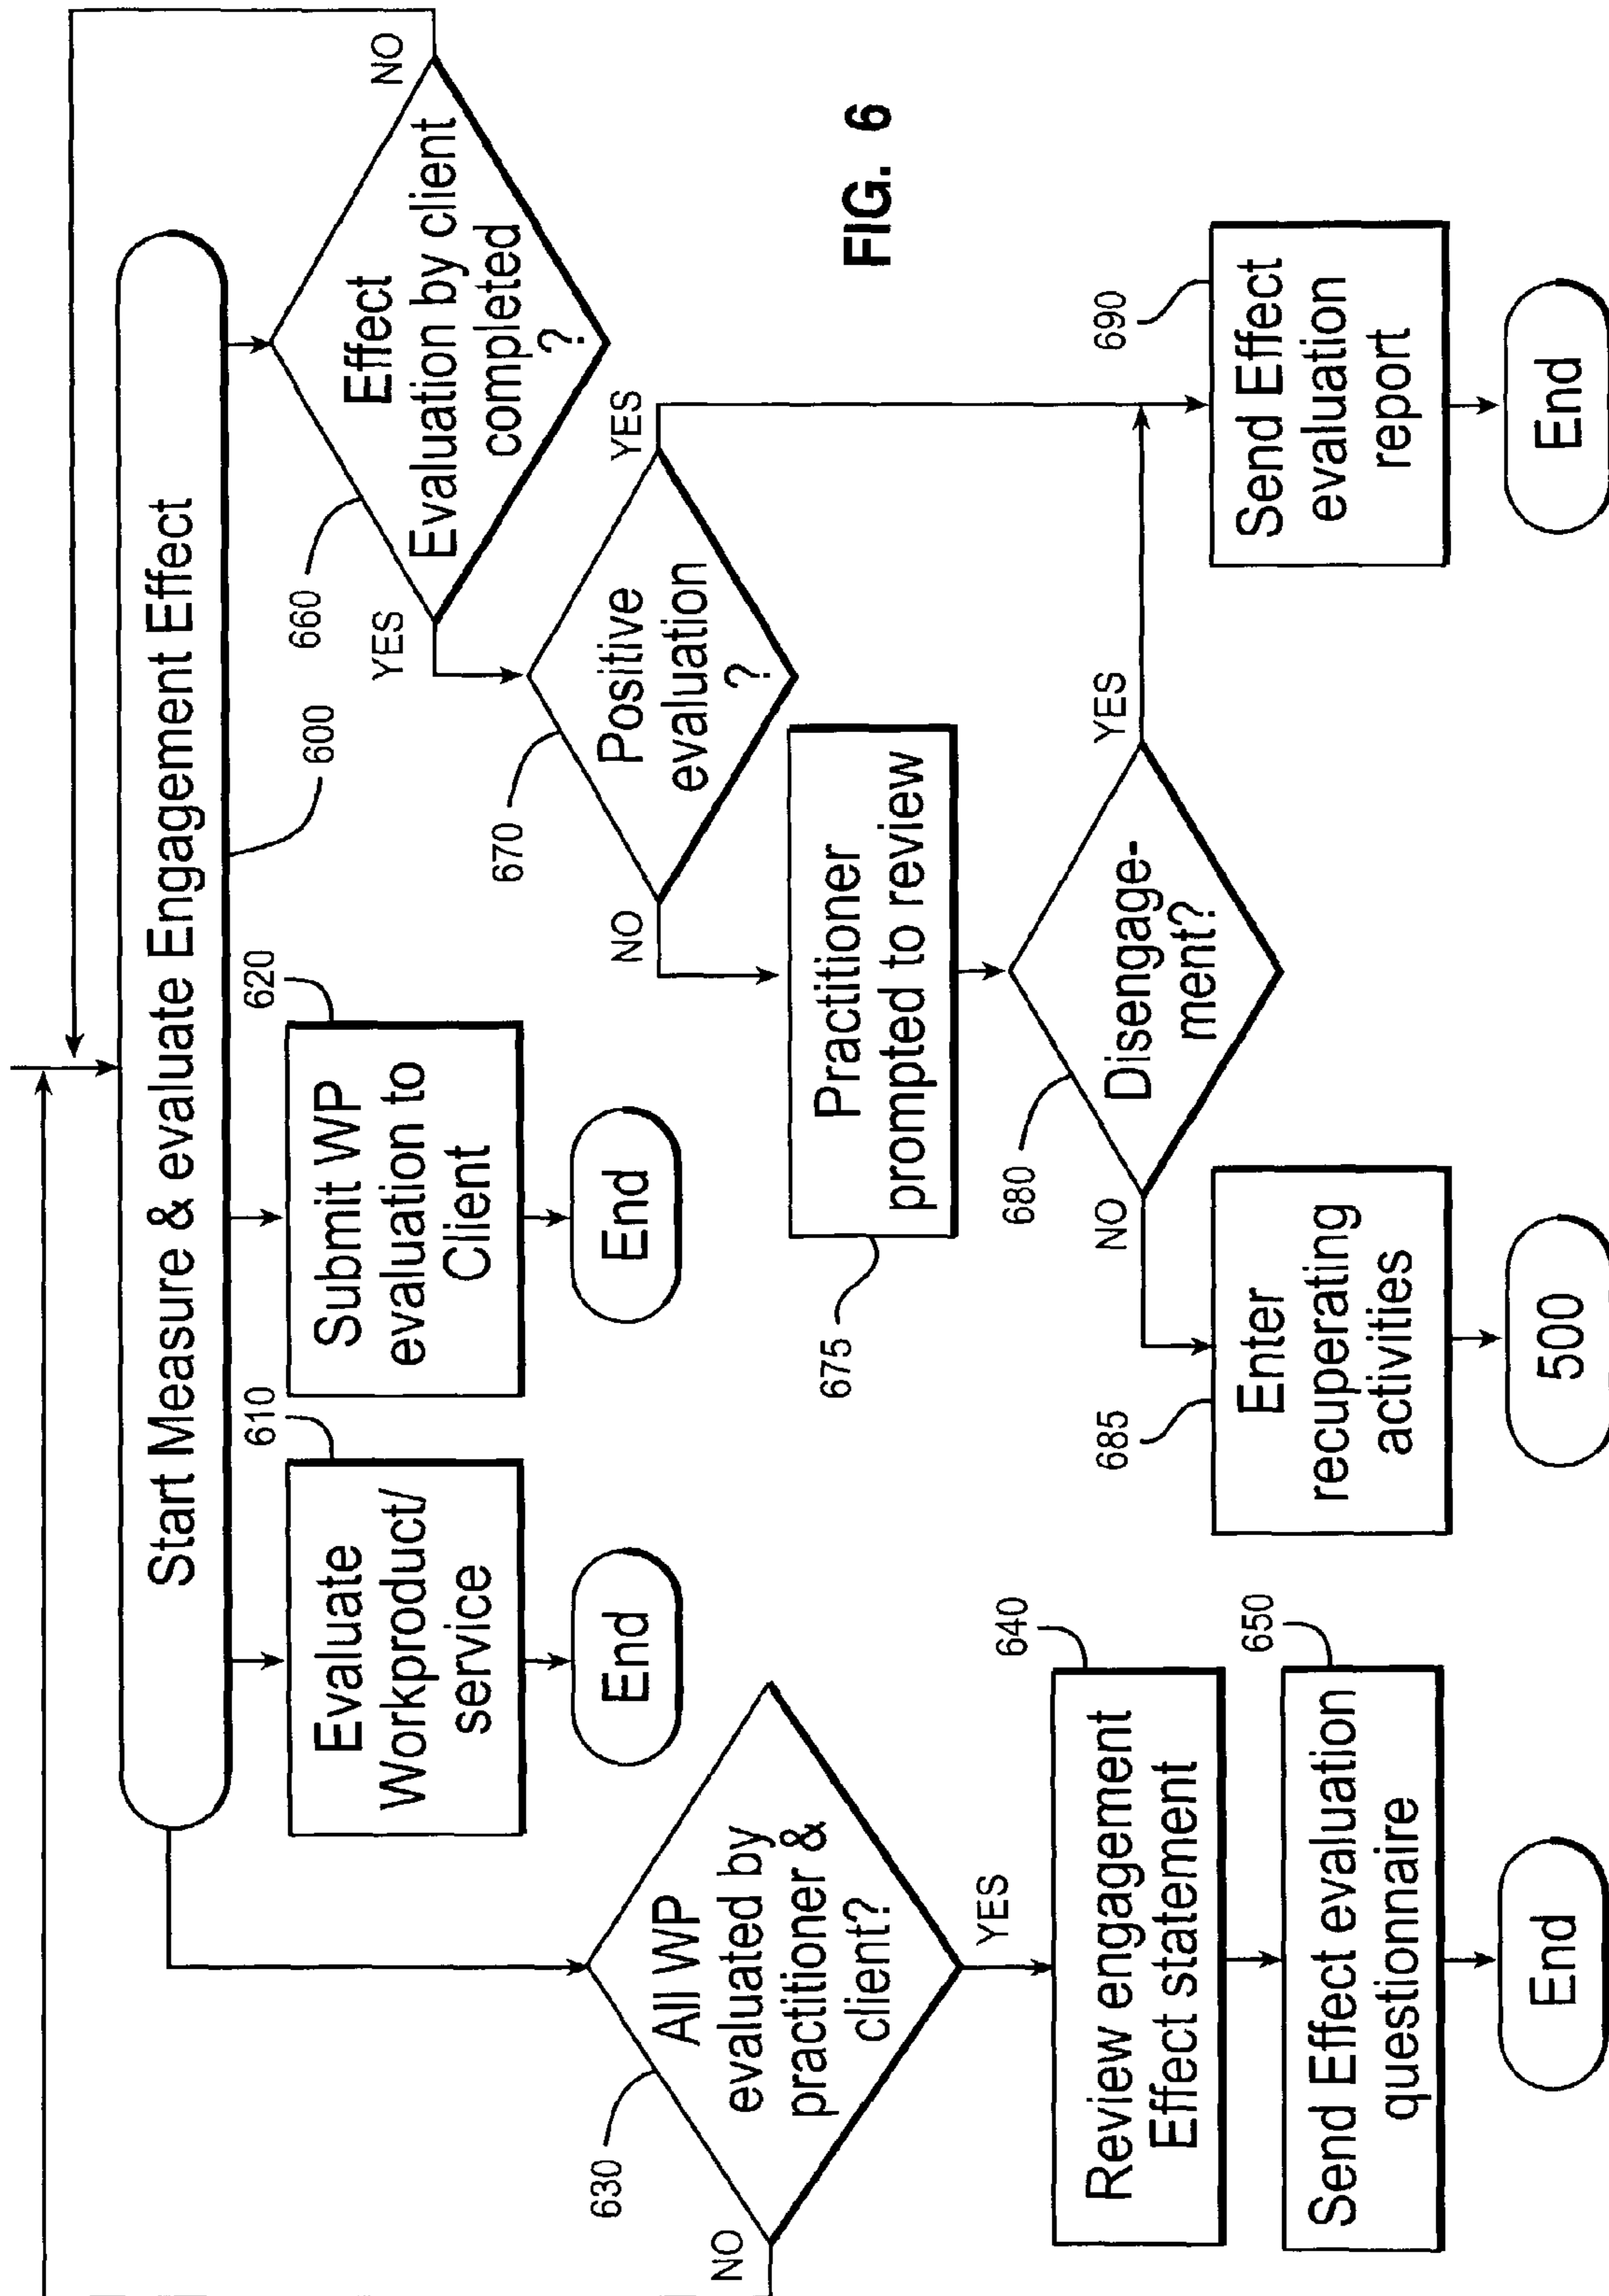 Start Measure & evaluate Engagement Effect
600
610
Evaluate
Workproduct/
service
End
620
Submit WP
evaluation to
Client
End
630
All WP
evaluated by
practitioner &
client?
NO
YES
640
Review engagement
Effect statement
650
Send Effect evaluation
questionnaire
End
660
Effect
Evaluation by client
completed
?
NO
YES
670
Positive
evaluation
?
YES
NO
675
Practitioner
prompted to review
680
Disengage-
ment?
YES
NO
685
Enter
recuperating
activities
500
690
Send Effect
evaluation
report
End
FIG. 6